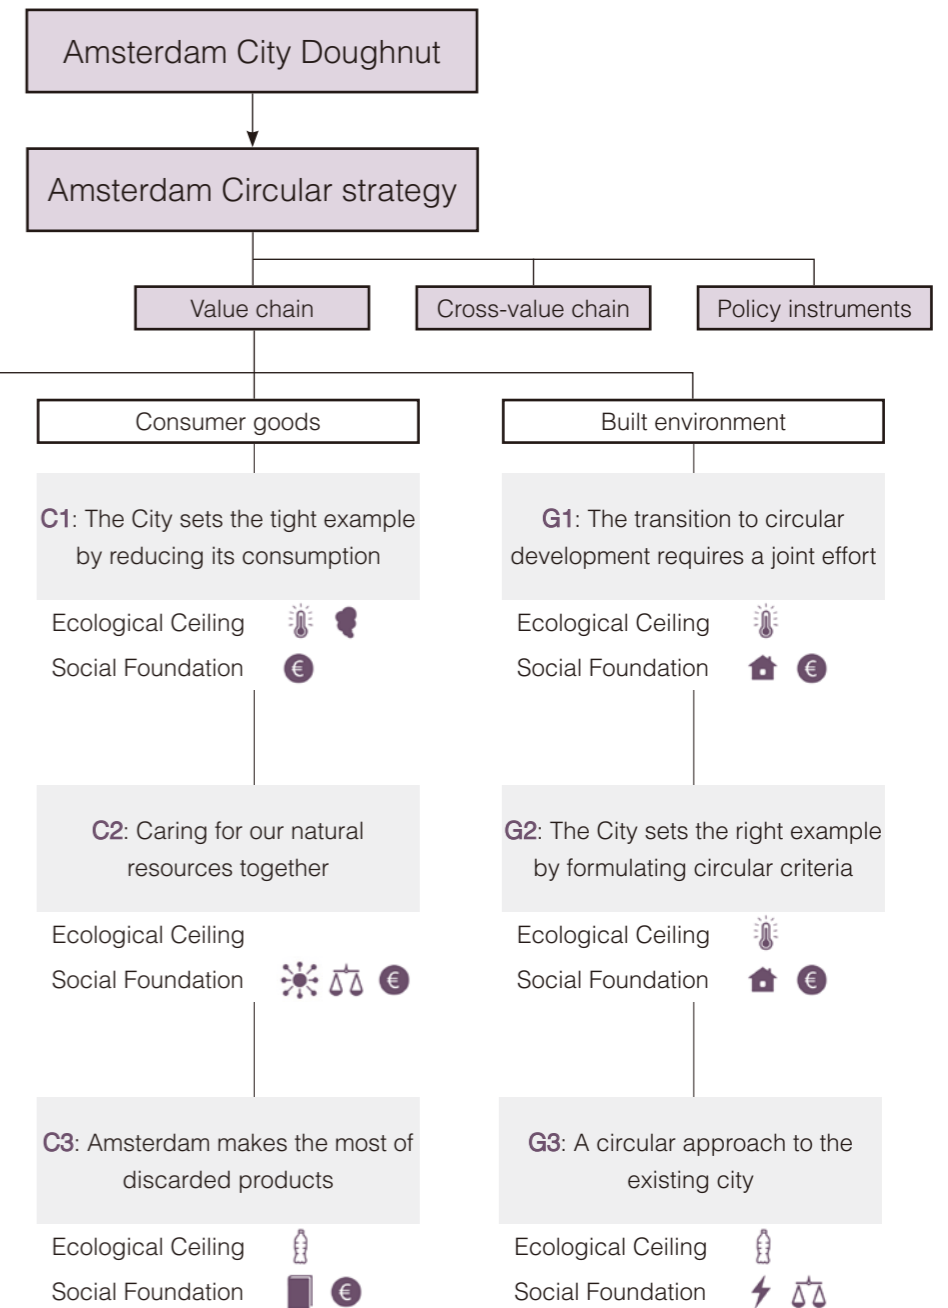 Amsterdam City Doughnut
Amsterdam Circular strategy
Value chain
Cross-value chain
Policy instruments
Consumer goods
C1: The City sets the tight example
by reducing its consumption
Ecological Ceiling
Social Foundation €
C2: Caring for our natural
resources together
Ecological Ceiling
Social Foundation €
C3: Amsterdam makes the most of
discarded products
Ecological Ceiling
Social Foundation €
Built environment
G1: The transition to circular
development requires a joint effort
Ecological Ceiling
Social Foundation €
G2: The City sets the right example
by formulating circular criteria
Ecological Ceiling
Social Foundation €
G3: A circular approach to the
existing city
Ecological Ceiling
Social Foundation